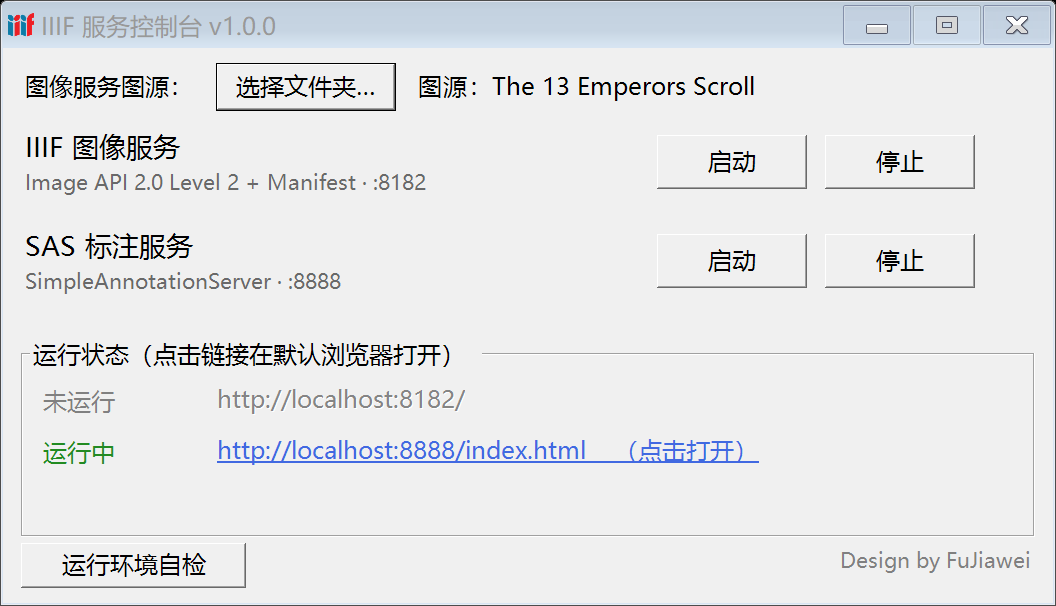 iiif IIIF 服务控制台 v1.0.0
图像服务图源： 选择文件夹... 图源：The 13 Emperors Scroll
IIIF 图像服务
启动 停止
Image API 2.0 Level 2 + Manifest · :8182
SAS 标注服务
启动 停止
SimpleAnnotationServer · :8888
运行状态（点击链接在默认浏览器打开）
未运行 http://localhost:8182/
运行中 http://localhost:8888/index.html （点击打开）
运行环境自检 Design by FuJiawei